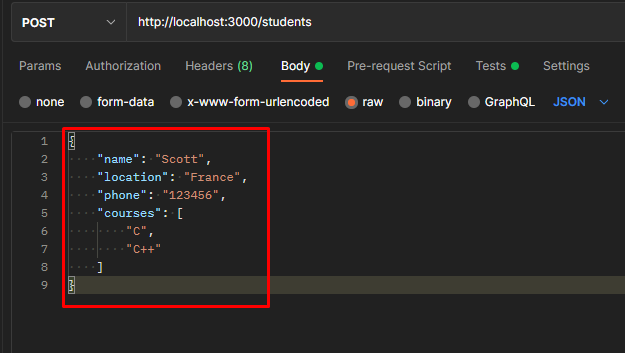 POST http://localhost:3000/students
Params Authorization Headers (8) Body Pre-request Script Tests Settings
none form-data x-www-form-urlencoded raw binary GraphQL JSON
1 {
2 "name": "Scott",
3 "location": "France",
4 "phone": "123456",
5 "courses": [
6 "C",
7 "C++"
8 ]
9 }